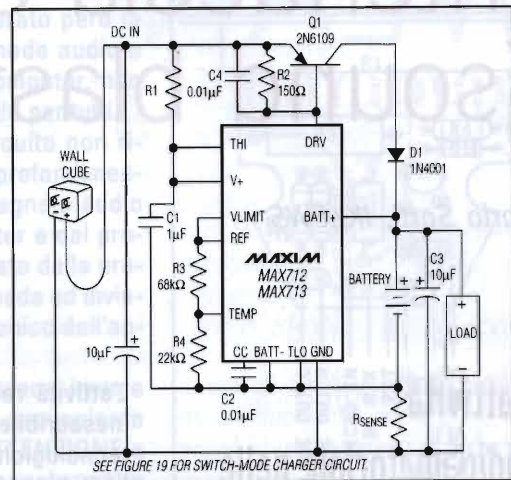 DC IN
Q1
2N6109
R1
C4
0.01µF
R2
150Ω
D1
1N4001
WALL
CUBE
THI
DRV
V+
C1
1µF
VLIMIT
REF
BATT+
R3
68kΩ
MAXIM
MAX712
MAX713
BATTERY
C3
10µF
LOAD
TEMP
R4
22kΩ
10µF
CC BATT- TLO GND
C2
0.01µF
RSENSE
SEE FIGURE 19 FOR SWITCH-MODE CHARGER CIRCUIT.